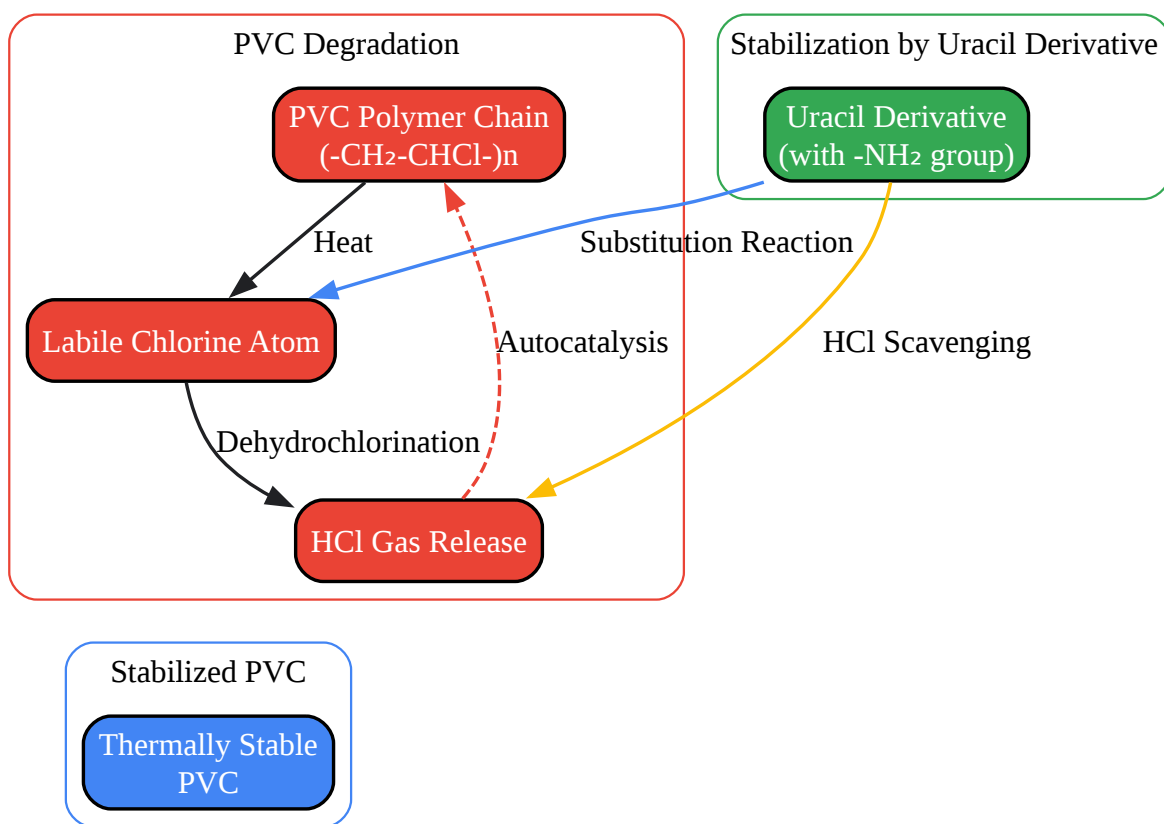 PVC Degradation
Stabilization by Uracil Derivative
PVC Polymer Chain
(-CH₂-CHCl-)n
Uracil Derivative
(with -NH₂ group)
Heat
Substitution Reaction
Labile Chlorine Atom
Autocatalysis
HCl Scavenging
Dehydrochlorination
HCl Gas Release
Stabilized PVC
Thermally Stable
PVC